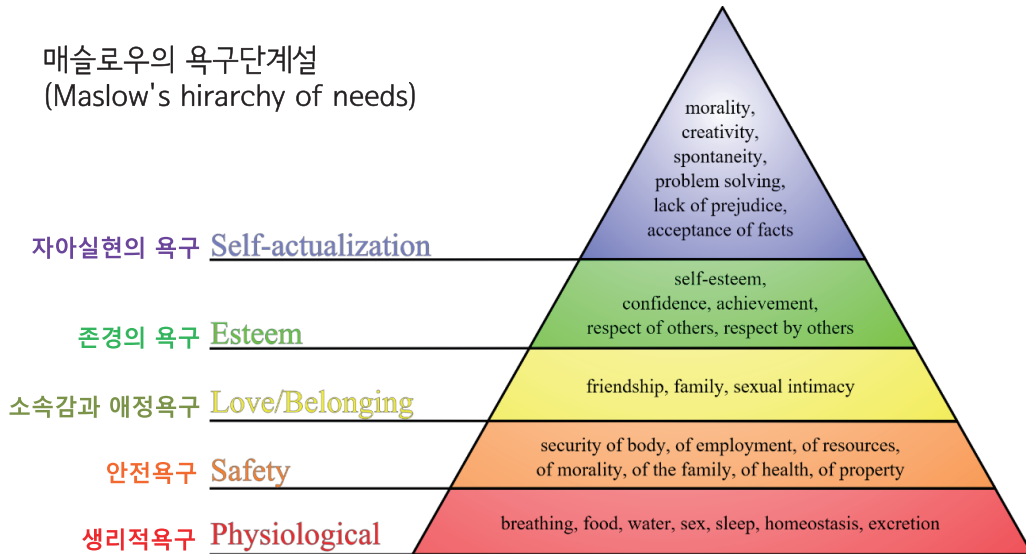 매슬로우의 욕구단계설
(Maslow's hirarchy of needs)
morality,
creativity,
spontaneity,
problem solving,
lack of prejudice,
acceptance of facts
자아실현의 욕구 Self-actualization
self-esteem,
confidence, achievement,
respect of others, respect by others
존경의 욕구 Esteem
friendship, family, sexual intimacy
소속감과 애정욕구 Love/Belonging
security of body, of employment, of resources,
of morality, of the family, of health, of property
안전욕구 Safety
breathing, food, water, sex, sleep, homeostasis, excretion
생리적욕구 Physiological